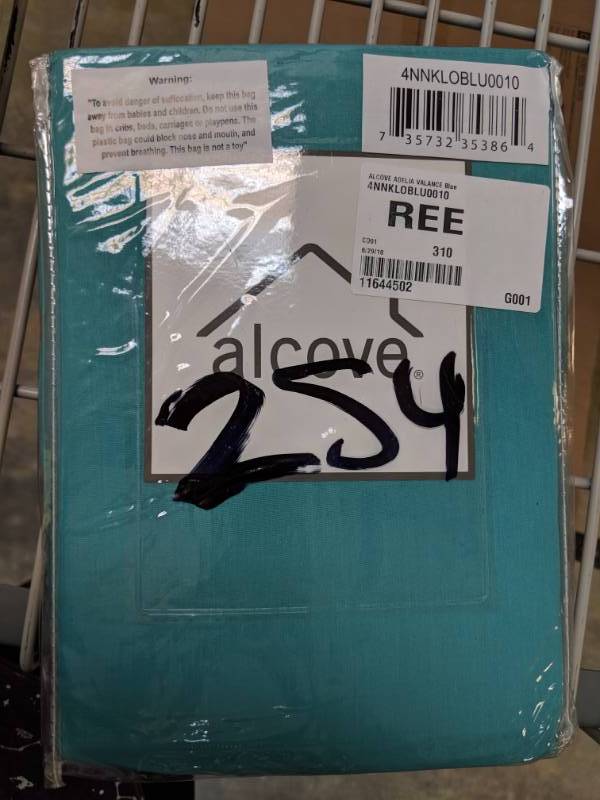 Warning:
"To avoid danger of suffocation, keep this bag
away from babies and children. Do not use this
bag in cribs, beds, carriages or playpens. The
plastic bag could block nose and mouth, and
prevent breathing. This bag is not a toy"
4NNKLOBLU0010
7 35732 35386 4
ALCOVE ADELIA VALANCE Blue
4NNKLOBLU0010
REE
C001
310
11644502
G001
alcove®
254